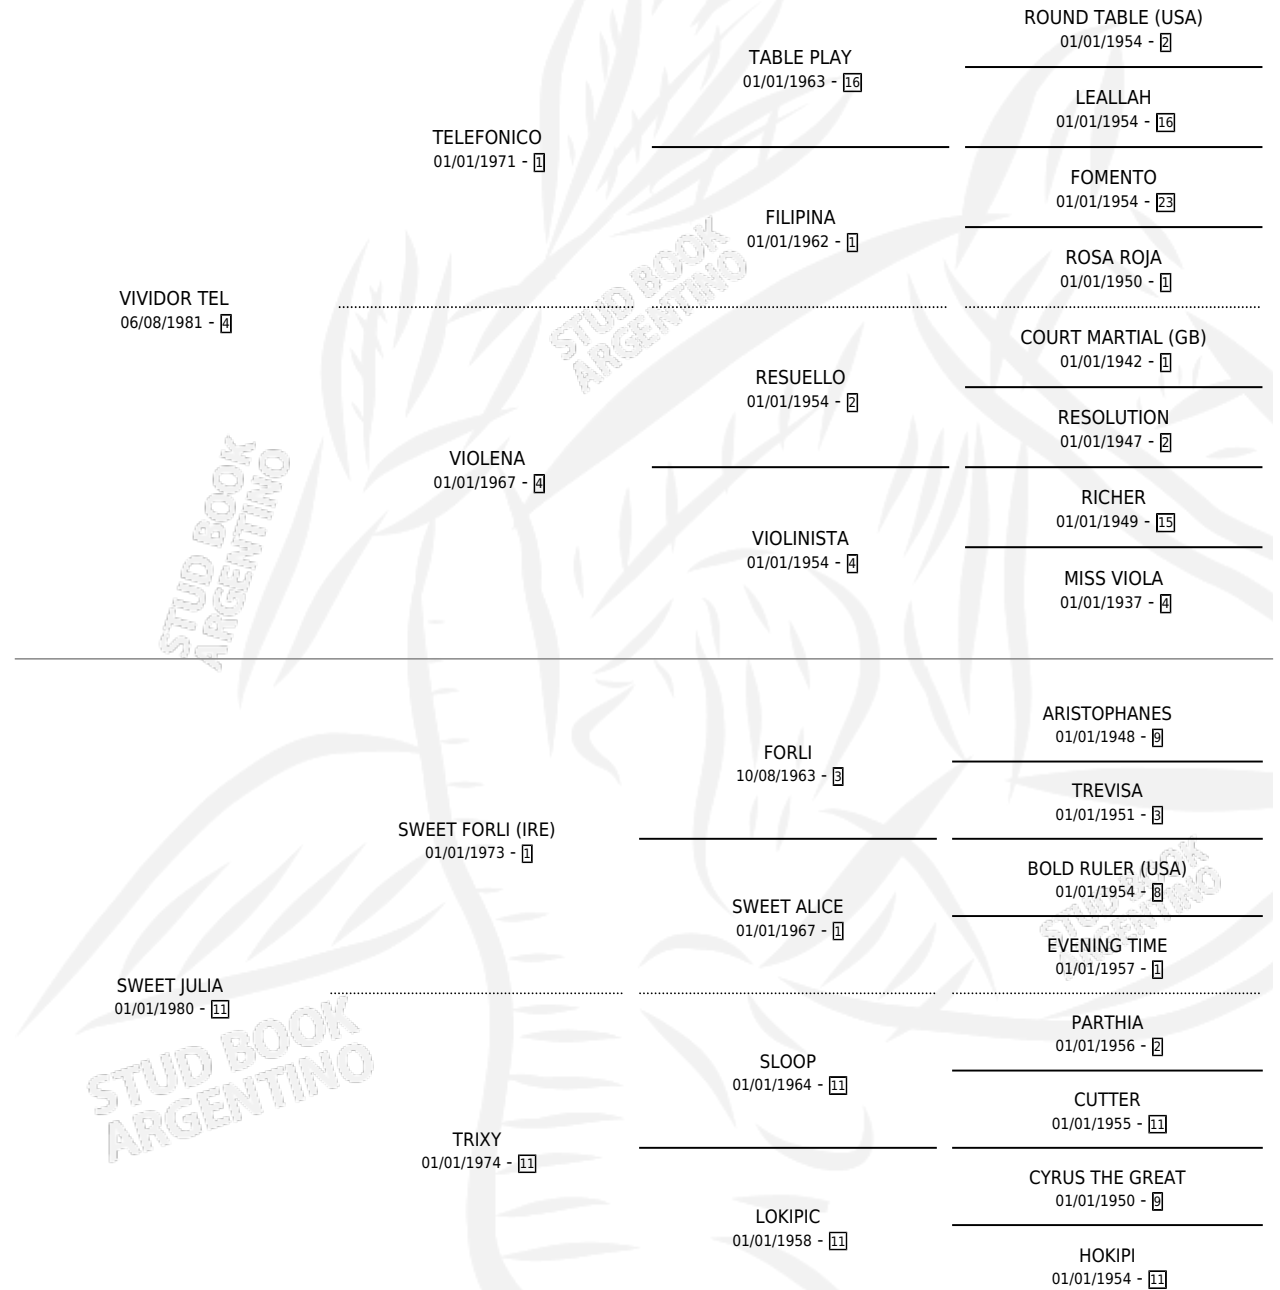 ROUND TABLE (USA)
01/01/1954 - 2
TABLE PLAY
01/01/1963 - 16
LEALLAH
01/01/1954 - 16
TELEFONICO
01/01/1971 - 1
FOMENTO
01/01/1954 - 23
FILIPINA
01/01/1962 - 1
ROSA ROJA
01/01/1950 - 1
VIVIDOR TEL
06/08/1981 - 4
COURT MARTIAL (GB)
01/01/1942 - 1
RESUELLO
01/01/1954 - 2
RESOLUTION
01/01/1947 - 2
VIOLENA
01/01/1967 - 4
RICHER
01/01/1949 - 15
VIOLINISTA
01/01/1954 - 4
MISS VIOLA
01/01/1937 - 4
ARISTOPHANES
01/01/1948 - 9
FORLI
10/08/1963 - 3
TREVISA
01/01/1951 - 3
SWEET FORLI (IRE)
01/01/1973 - 1
BOLD RULER (USA)
01/01/1954 - 8
SWEET ALICE
01/01/1967 - 1
EVENING TIME
01/01/1957 - 1
SWEET JULIA
01/01/1980 - 11
PARTHIA
01/01/1956 - 2
SLOOP
01/01/1964 - 11
CUTTER
01/01/1955 - 11
TRIXY
01/01/1974 - 11
CYRUS THE GREAT
01/01/1950 - 9
LOKIPIC
01/01/1958 - 11
HOKIPI
01/01/1954 - 11
STUD BOOK
ARGENTINO
STUD BOOK
ARGENTINO
STUD BOOK
ARGENTINO
STUD BOOK
ARGENTINO